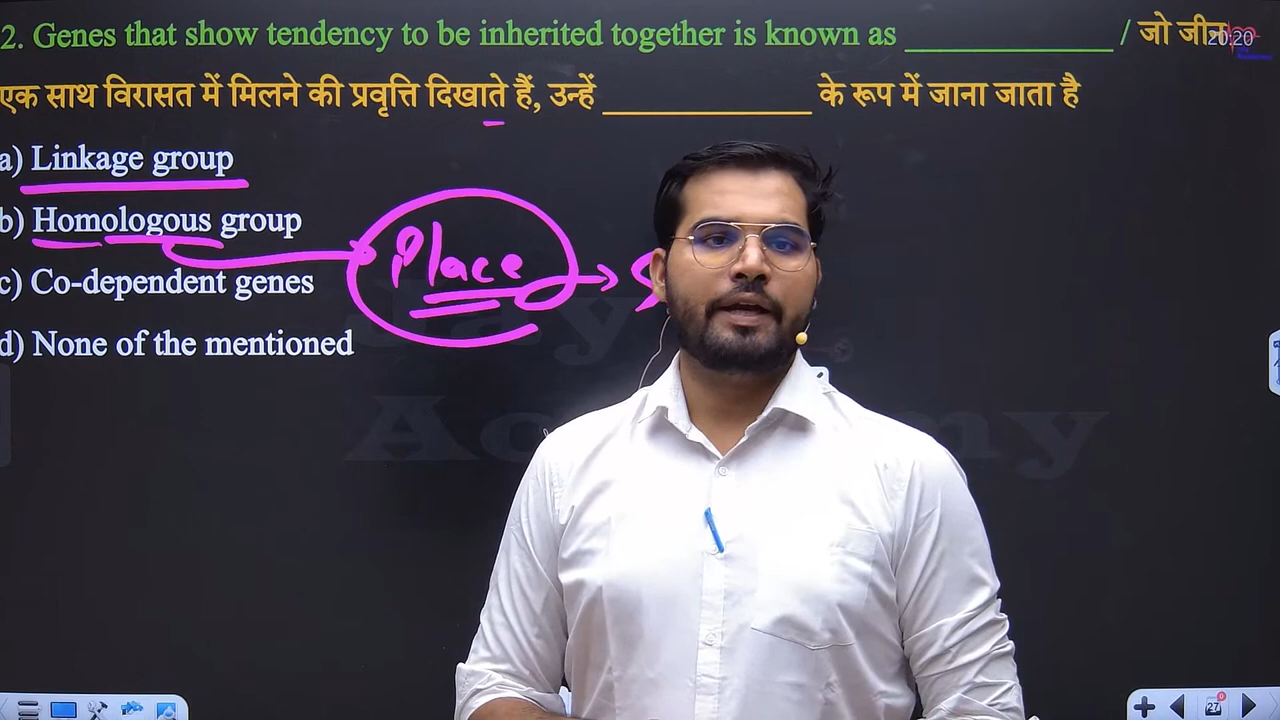 2. Genes that show tendency to be inherited together is known as ______________ / जो जीन
20:20
एक साथ विरासत में मिलने की प्रवृत्ति दिखाते हैं, उन्हें ______________ के रूप में जाना जाता है
a) Linkage group
b) Homologous group
Place
c) Co-dependent genes
d) None of the mentioned
27